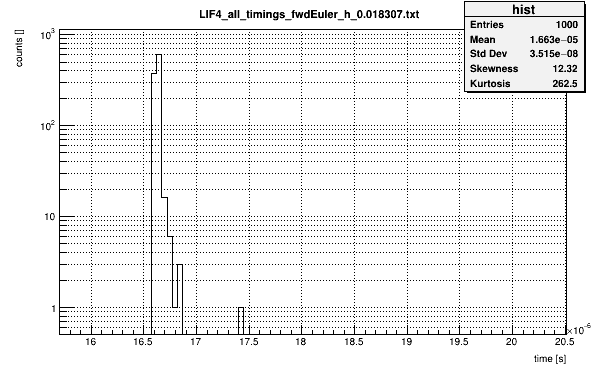 LIF4_all_timings_fwdEuler_h_0.018307.txt
hist
Entries 1000
Mean 1.663e−05
Std Dev 3.515e−08
Skewness 12.32
Kurtosis 262.5
counts []
10³
10²
10
1
16 16.5 17 17.5 18 18.5 19 19.5 20 20.5
×10⁻⁶
time [s]